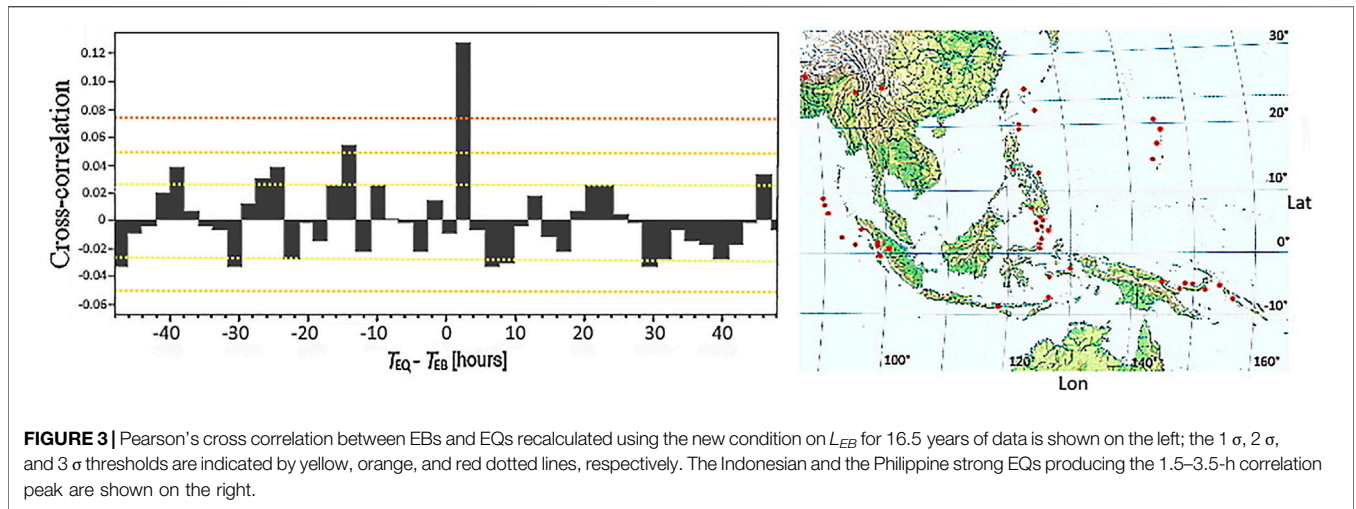 0.12
0.10
0.08
0.06
0.04
0.02
0
-0.02
-0.04
-0.06
Cross-correlation
-40 -30 -20 -10 0 10 20 30 40
T_EQ - T_EB [hours]
30°
20°
10°
Lat
0°
-10°
100° 120° 140° 160°
Lon
FIGURE 3 | Pearson's cross correlation between EBs and EQs recalculated using the new condition on L_EB for 16.5 years of data is shown on the left; the 1 σ, 2 σ,
and 3 σ thresholds are indicated by yellow, orange, and red dotted lines, respectively. The Indonesian and the Philippine strong EQs producing the 1.5–3.5-h correlation
peak are shown on the right.